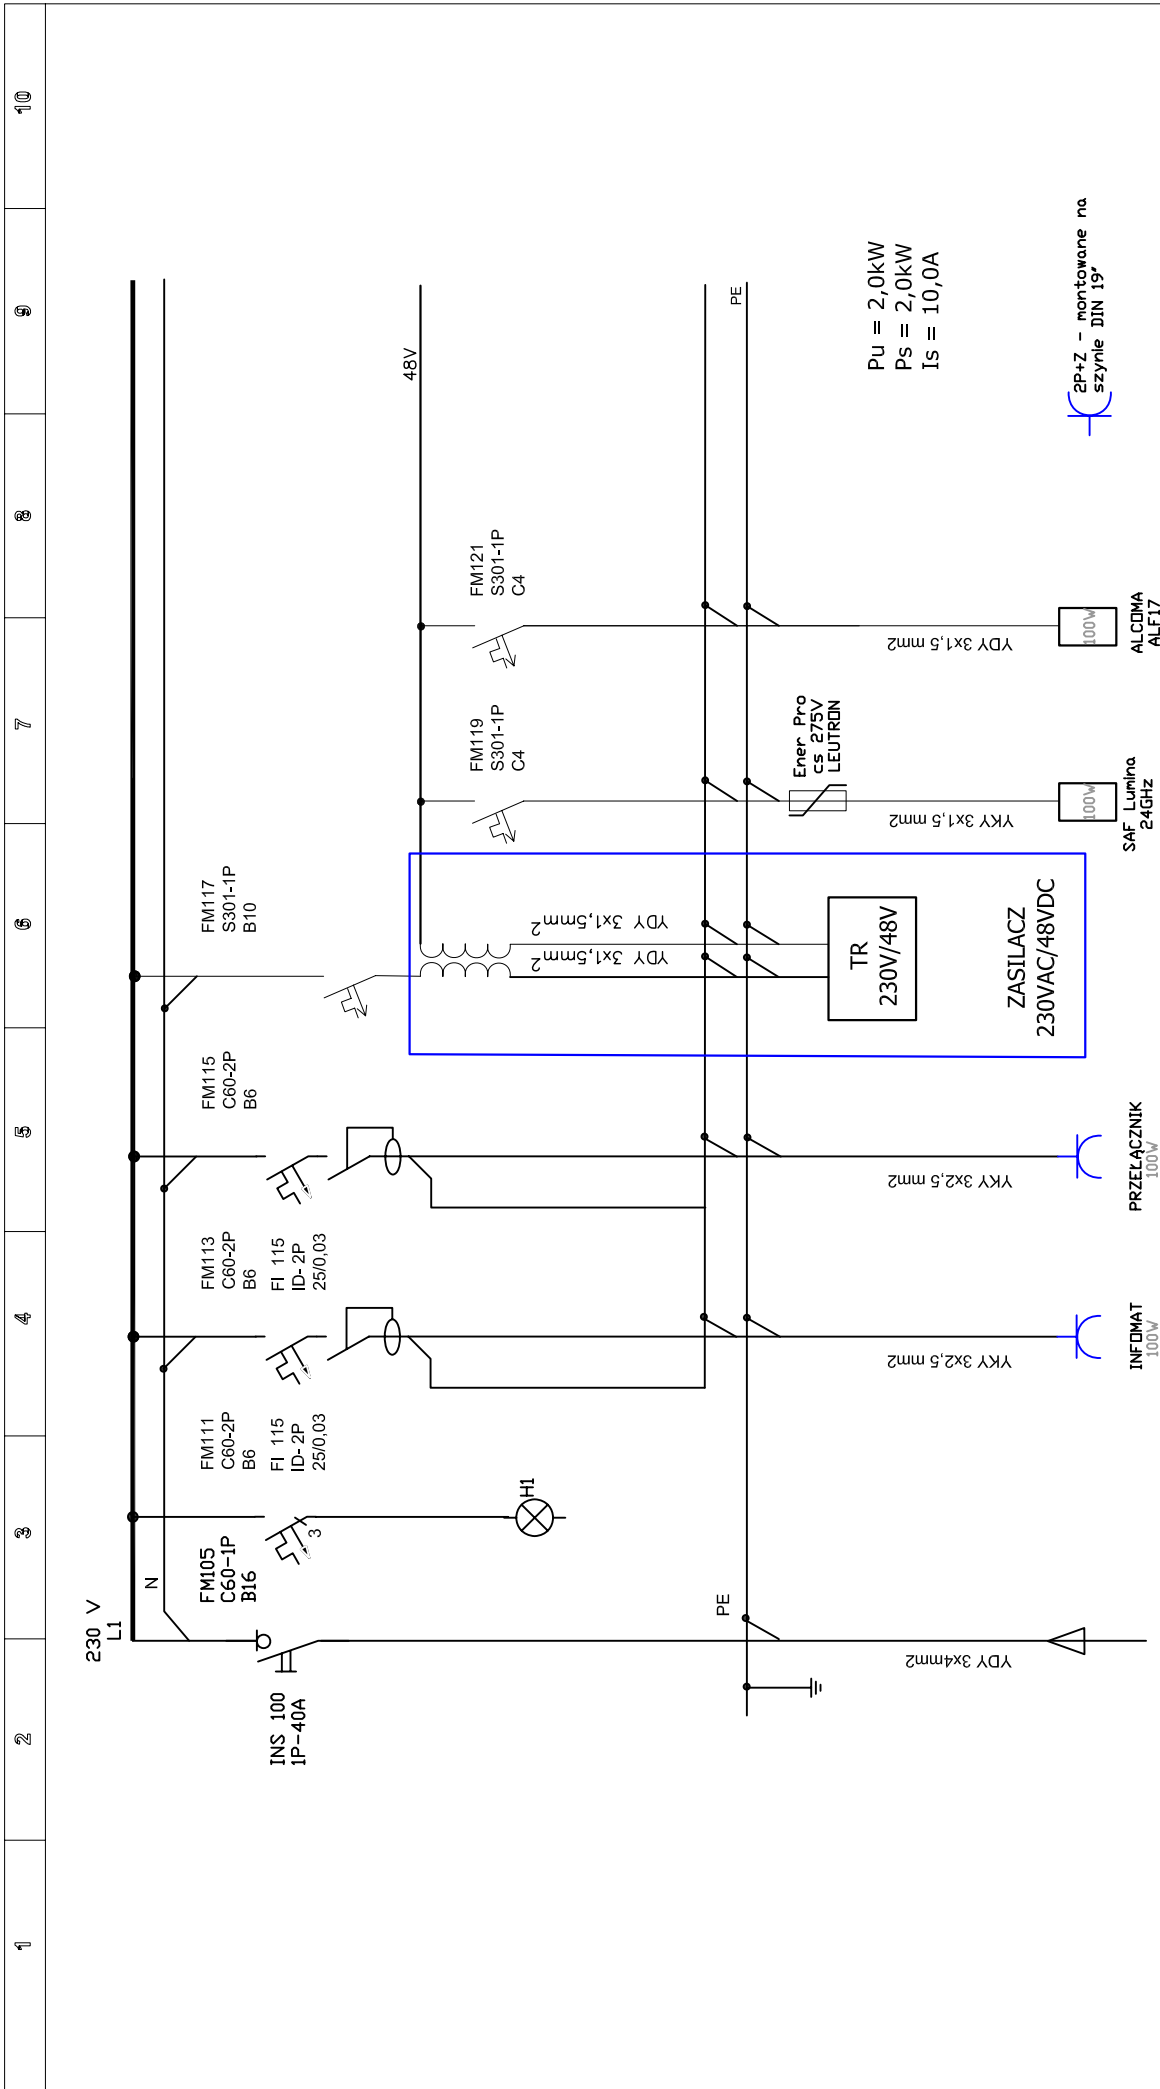 1
2
3
4
5
6
7
8
9
10
230 V
L1
N
INS 100
1P-40A
FM105
C60-1P
B16
3
H1
FM111
C60-2P
B6
FI 115
ID- 2P
25/0,03
FM113
C60-2P
B6
FI 115
ID- 2P
25/0,03
FM115
C60-2P
B6
FM117
S301-1P
B10
48V
FM119
S301-1P
C4
FM121
S301-1P
C4
YDY 3x1,5mm2
YDY 3x1,5mm2
PE
PE
TR
230V/48V
ZASILACZ
230VAC/48VDC
Ener Pro
cs 275V
LEUTRON
Pu = 2,0kW
Ps = 2,0kW
Is = 10,0A
YDY 3x4mm2
YKY 3x2,5 mm2
YKY 3x2,5 mm2
YKY 3x1,5 mm2
YDY 3x1,5 mm2
INFOMAT
100W
PRZEŁĄCZNIK
100W
100W
SAF Lumina
24GHz
100W
ALCOMA
ALF17
2P+Z - montowane na
szynie DIN 19"